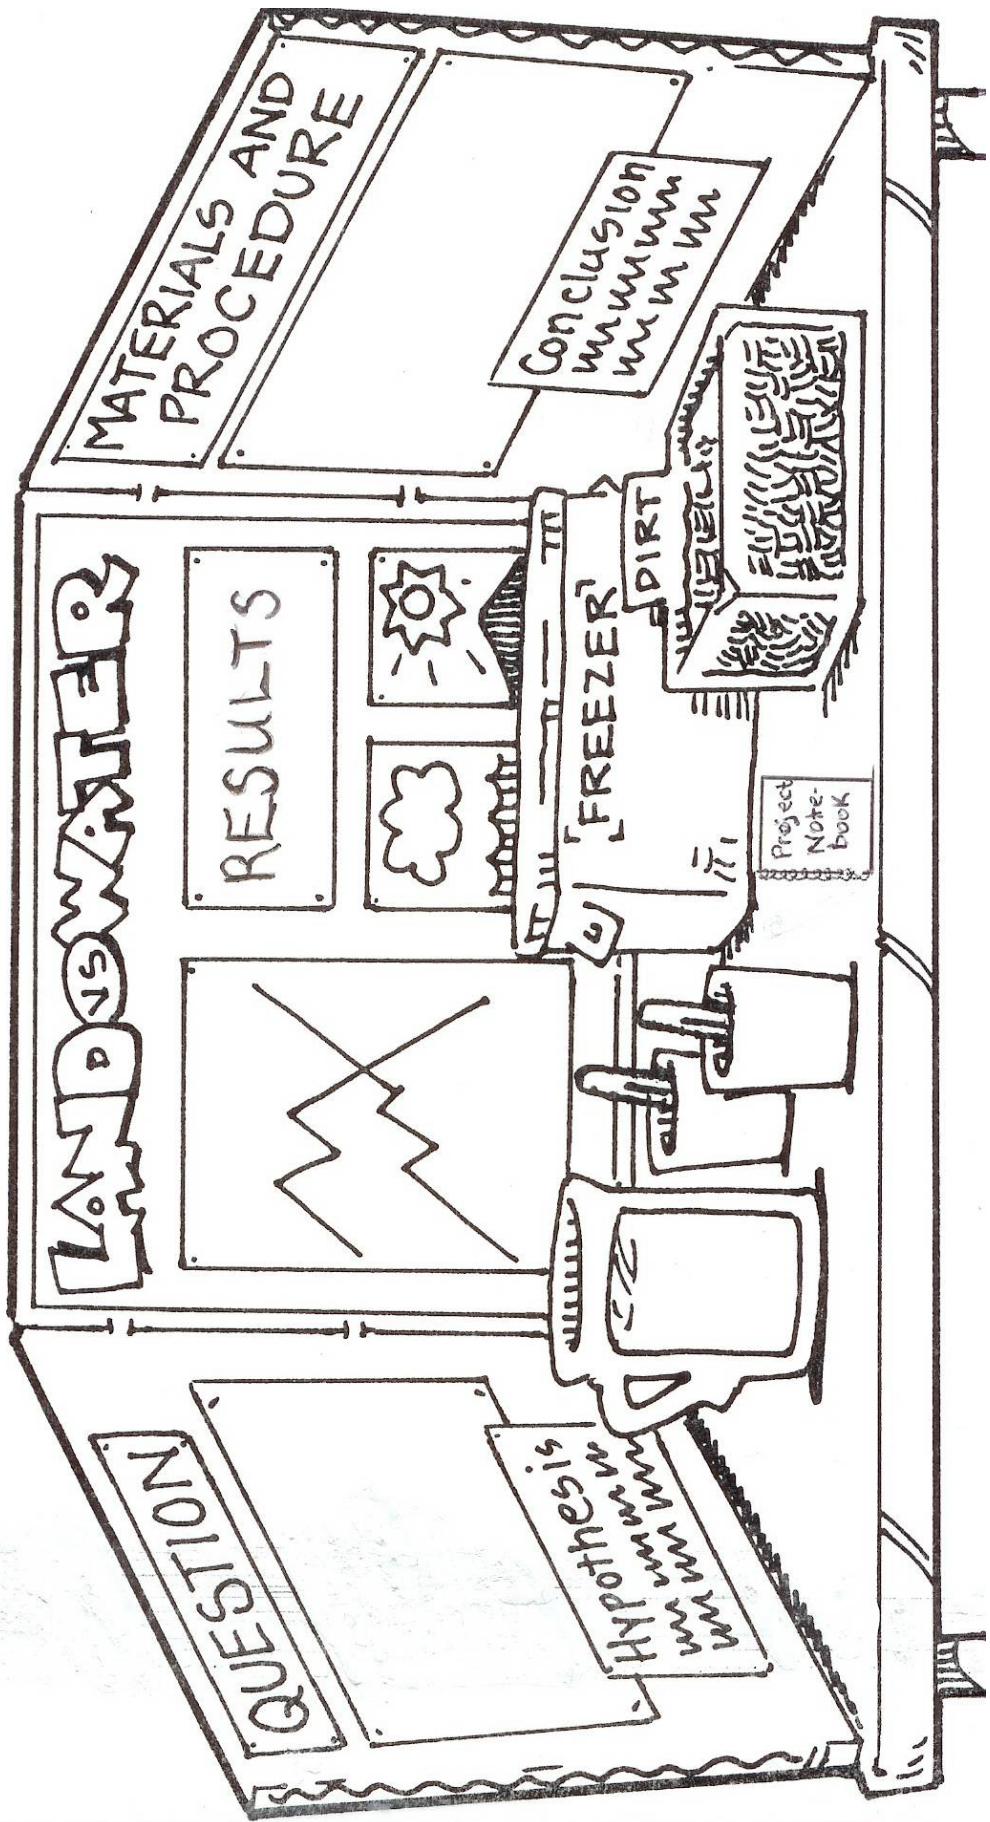 LAND VS WATER
QUESTION
Hypothesis
RESULTS
MATERIALS AND
PROCEDURE
Conclusion
FREEZER
DIRT
Project
Note-
book